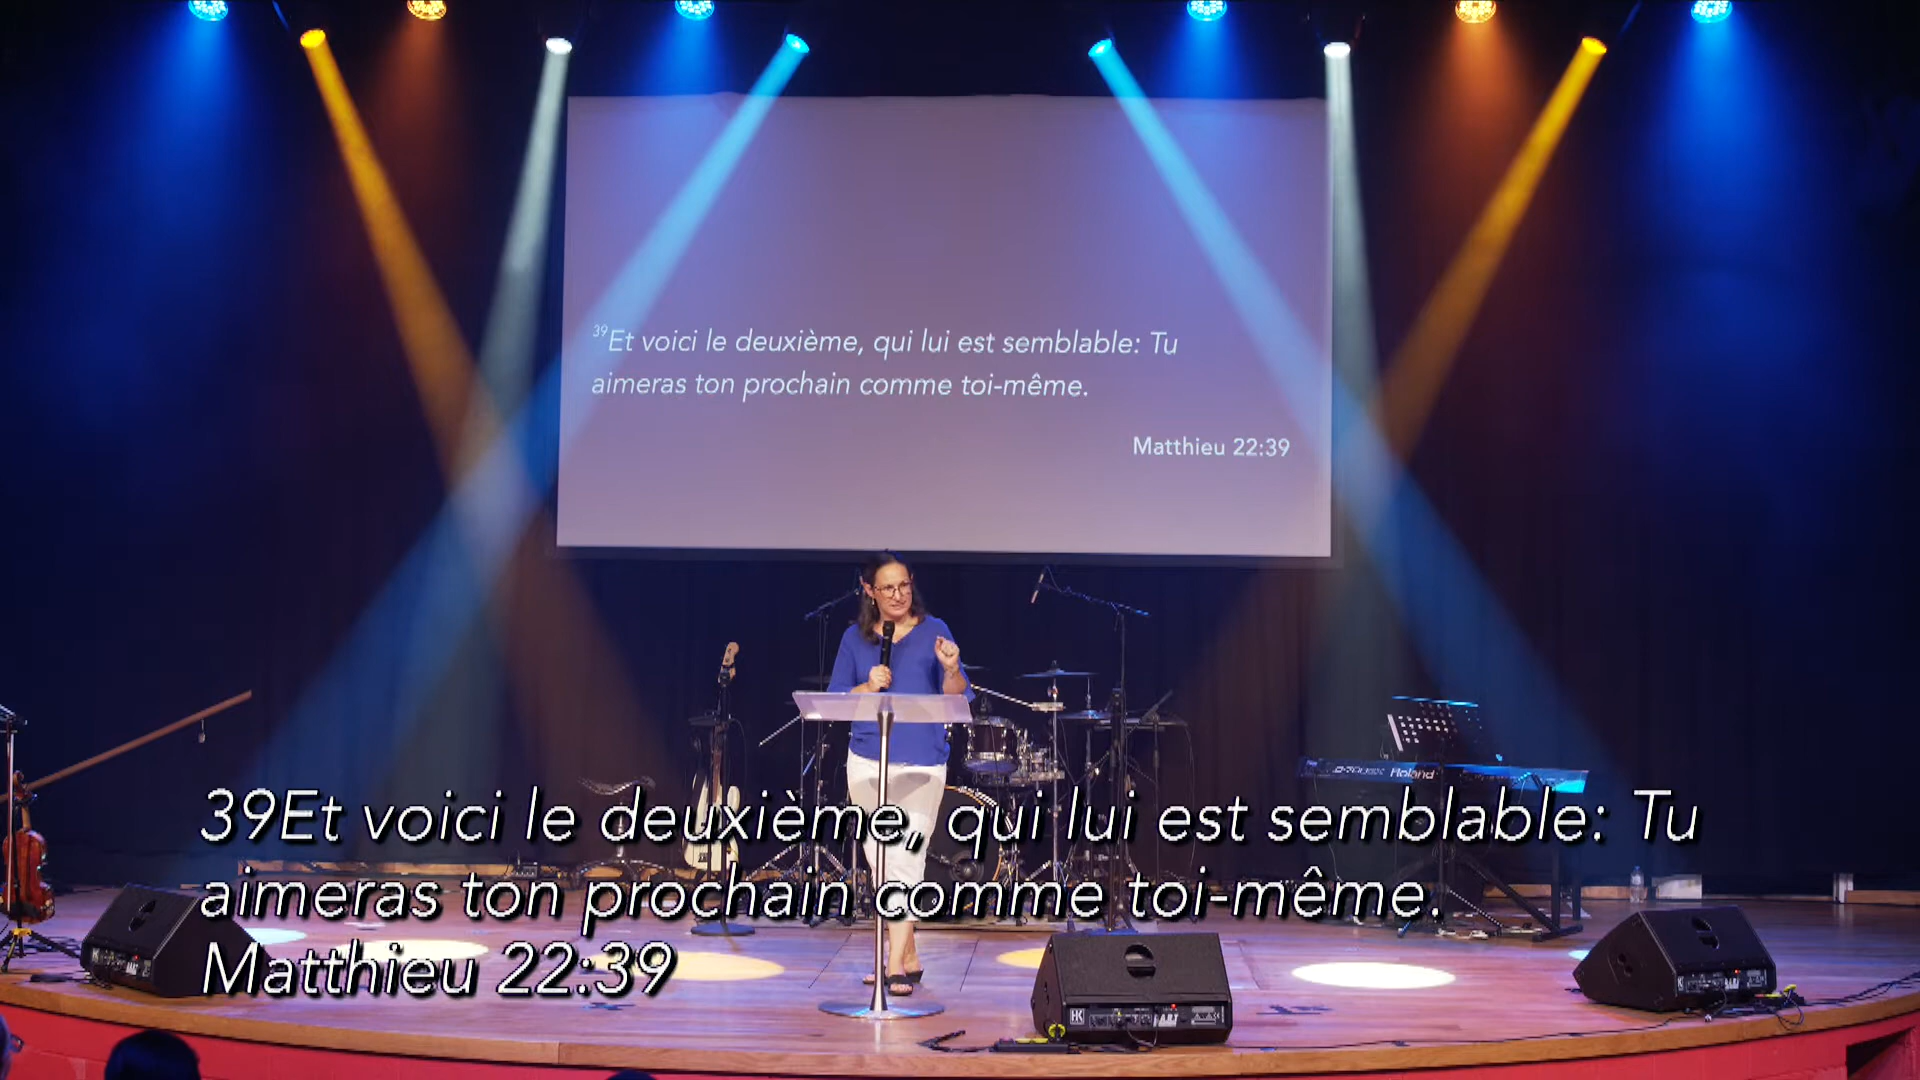 39Et voici le deuxième, qui lui est semblable: Tu
aimeras ton prochain comme toi-même.
Matthieu 22:39
Roland
39Et voici le deuxième, qui lui est semblable: Tu
aimeras ton prochain comme toi-même.
Matthieu 22:39
HK